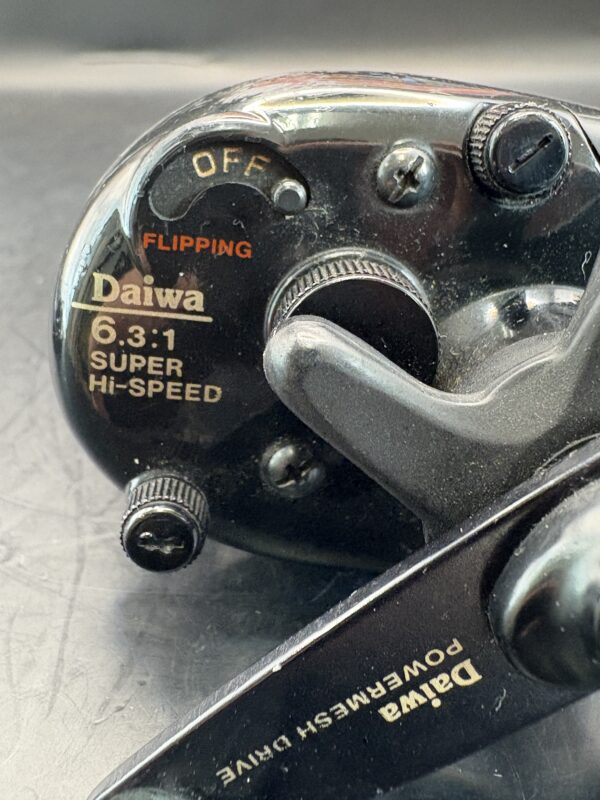 OFF
FLIPPING
Daiwa
6.3:1
SUPER
Hi-SPEED
Daiwa
POWERMESH DRIVE